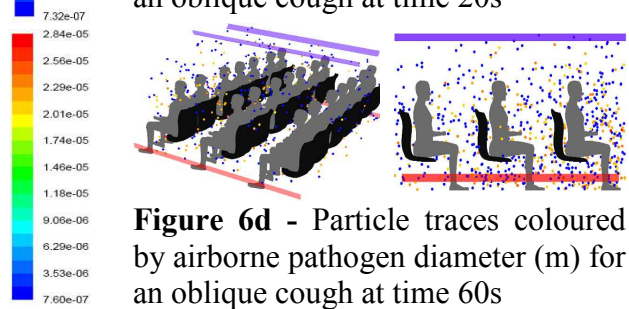 an oblique cough at time 20s
7.32e-07
2.84e-05
2.56e-05
2.29e-05
2.01e-05
1.74e-05
1.46e-05
1.18e-05
9.06e-06
6.29e-06
3.53e-06
7.60e-07
Figure 6d - Particle traces coloured
by airborne pathogen diameter (m) for
an oblique cough at time 60s